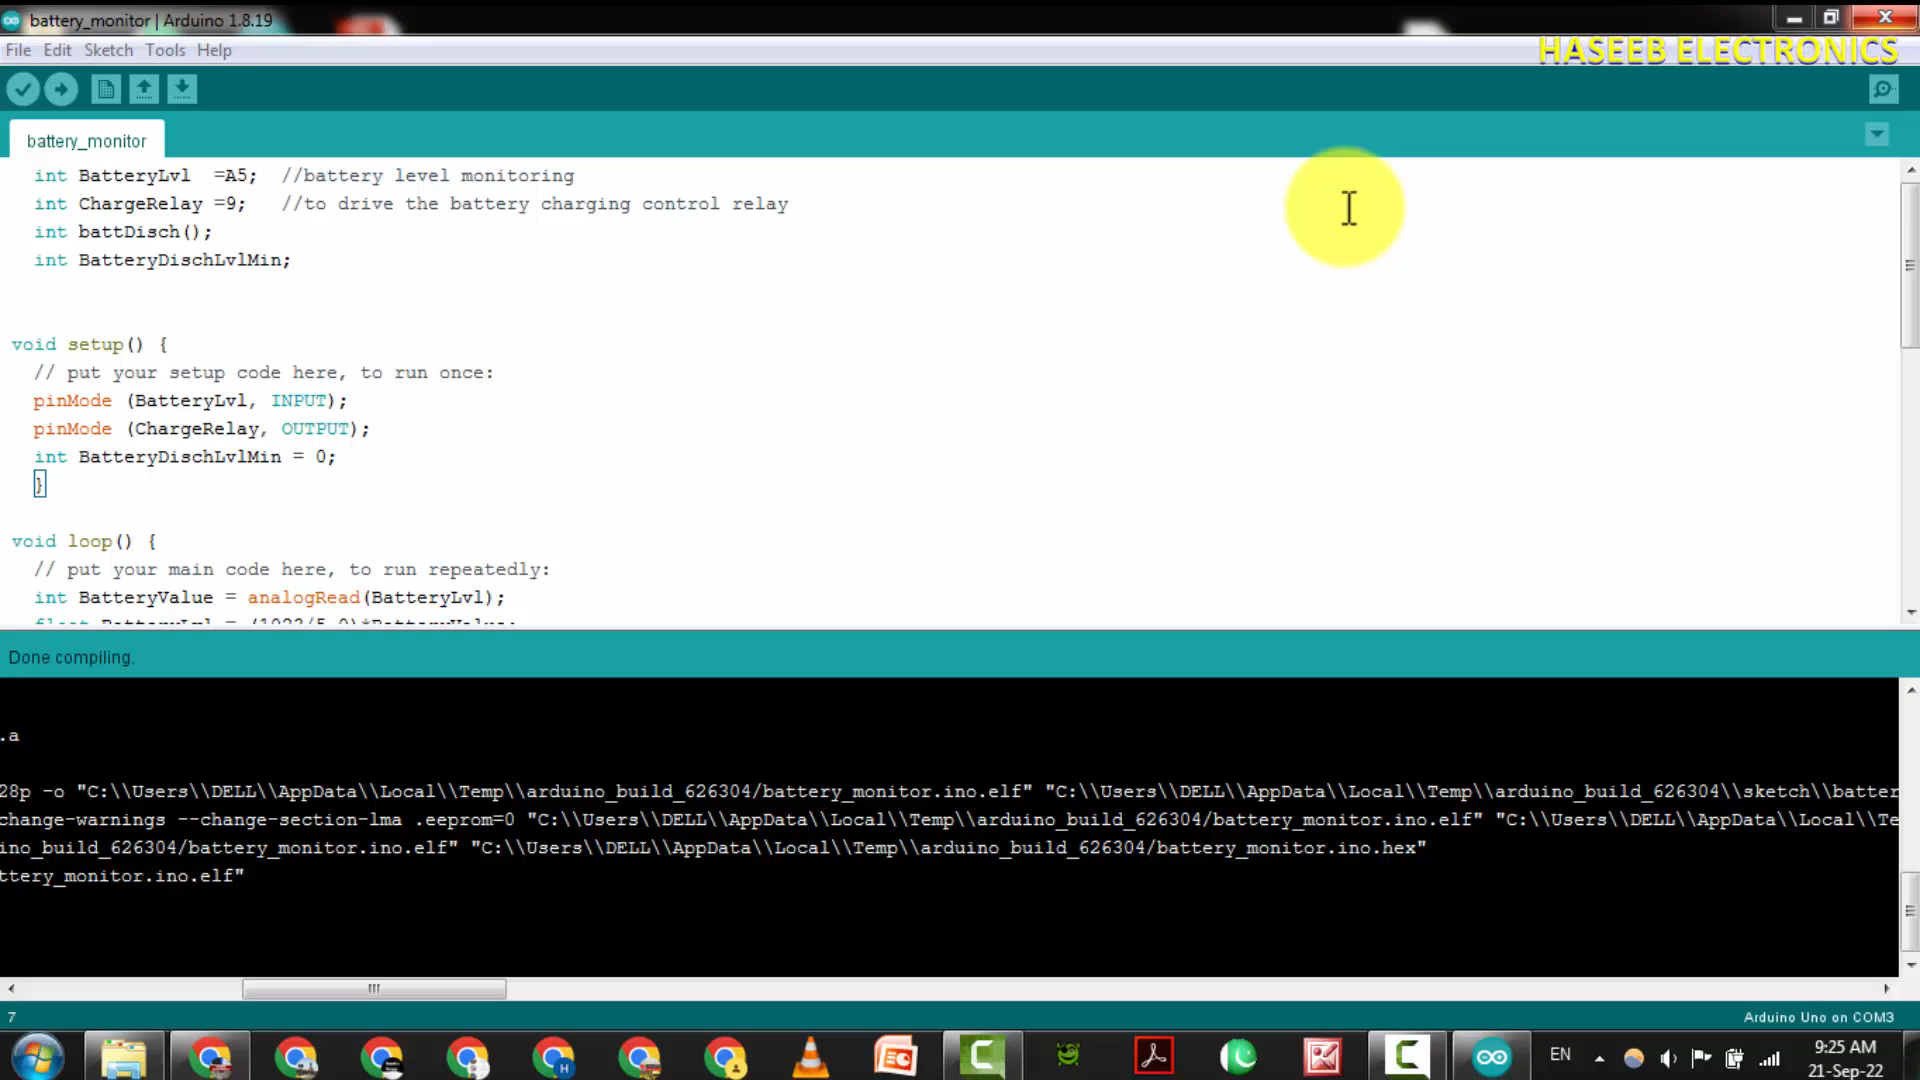 battery_monitor | Arduino 1.8.19
File Edit Sketch Tools Help
HASEEB ELECTRONICS
battery_monitor
int BatteryLvl  =A5;  //battery level monitoring
int ChargeRelay =9;   //to drive the battery charging control relay
int battDisch();
int BatteryDischLvlMin;
void setup() {
// put your setup code here, to run once:
pinMode (BatteryLvl, INPUT);
pinMode (ChargeRelay, OUTPUT);
int BatteryDischLvlMin = 0;
}
void loop() {
// put your main code here, to run repeatedly:
int BatteryValue = analogRead(BatteryLvl);
Done compiling.
.a
28p -o "C:\\Users\\DELL\\AppData\\Local\\Temp\\arduino_build_626304/battery_monitor.ino.elf" "C:\\Users\\DELL\\AppData\\Local\\Temp\\arduino_build_626304\\sketch\\batter
change-warnings --change-section-lma .eeprom=0 "C:\\Users\\DELL\\AppData\\Local\\Temp\\arduino_build_626304/battery_monitor.ino.elf" "C:\\Users\\DELL\\AppData\\Local\\Te
ino_build_626304/battery_monitor.ino.elf" "C:\\Users\\DELL\\AppData\\Local\\Temp\\arduino_build_626304/battery_monitor.ino.hex"
ttery_monitor.ino.elf"
7
Arduino Uno on COM3
EN
9:25 AM
21-Sep-22